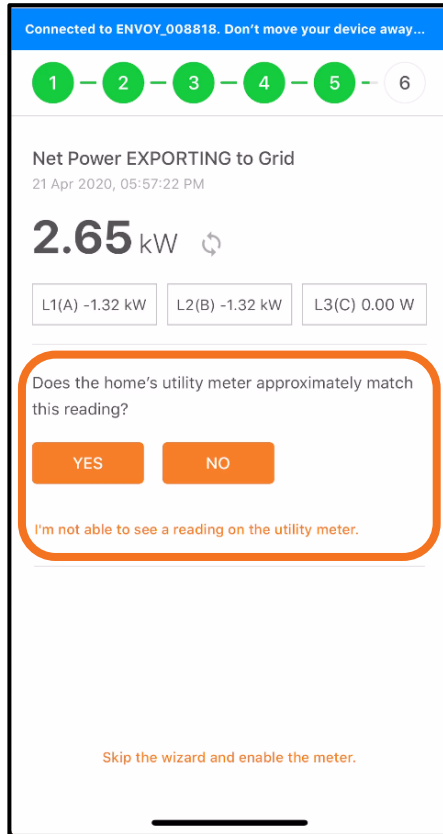 Connected to ENVOY_008818. Don't move your device away...
1 2 3 4 5 6
Net Power EXPORTING to Grid
21 Apr 2020, 05:57:22 PM
2.65 kW
L1(A) -1.32 kW L2(B) -1.32 kW L3(C) 0.00 W
Does the home's utility meter approximately match
this reading?
YES NO
I'm not able to see a reading on the utility meter.
Skip the wizard and enable the meter.